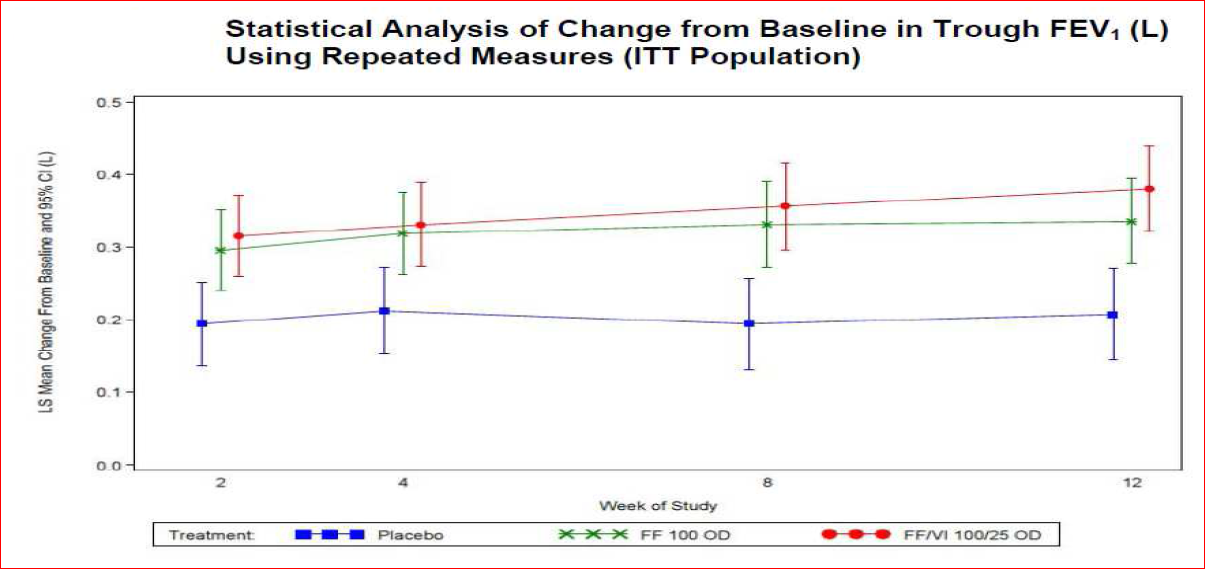 Statistical Analysis of Change from Baseline in Trough FEV₁ (L)
Using Repeated Measures (ITT Population)
LS Mean Change From Baseline and 95% CI (L)
0.5
0.4
0.3
0.2
0.1
0.0
2 4 8 12
Week of Study
Treatment: Placebo FF 100 OD FF/VI 100/25 OD